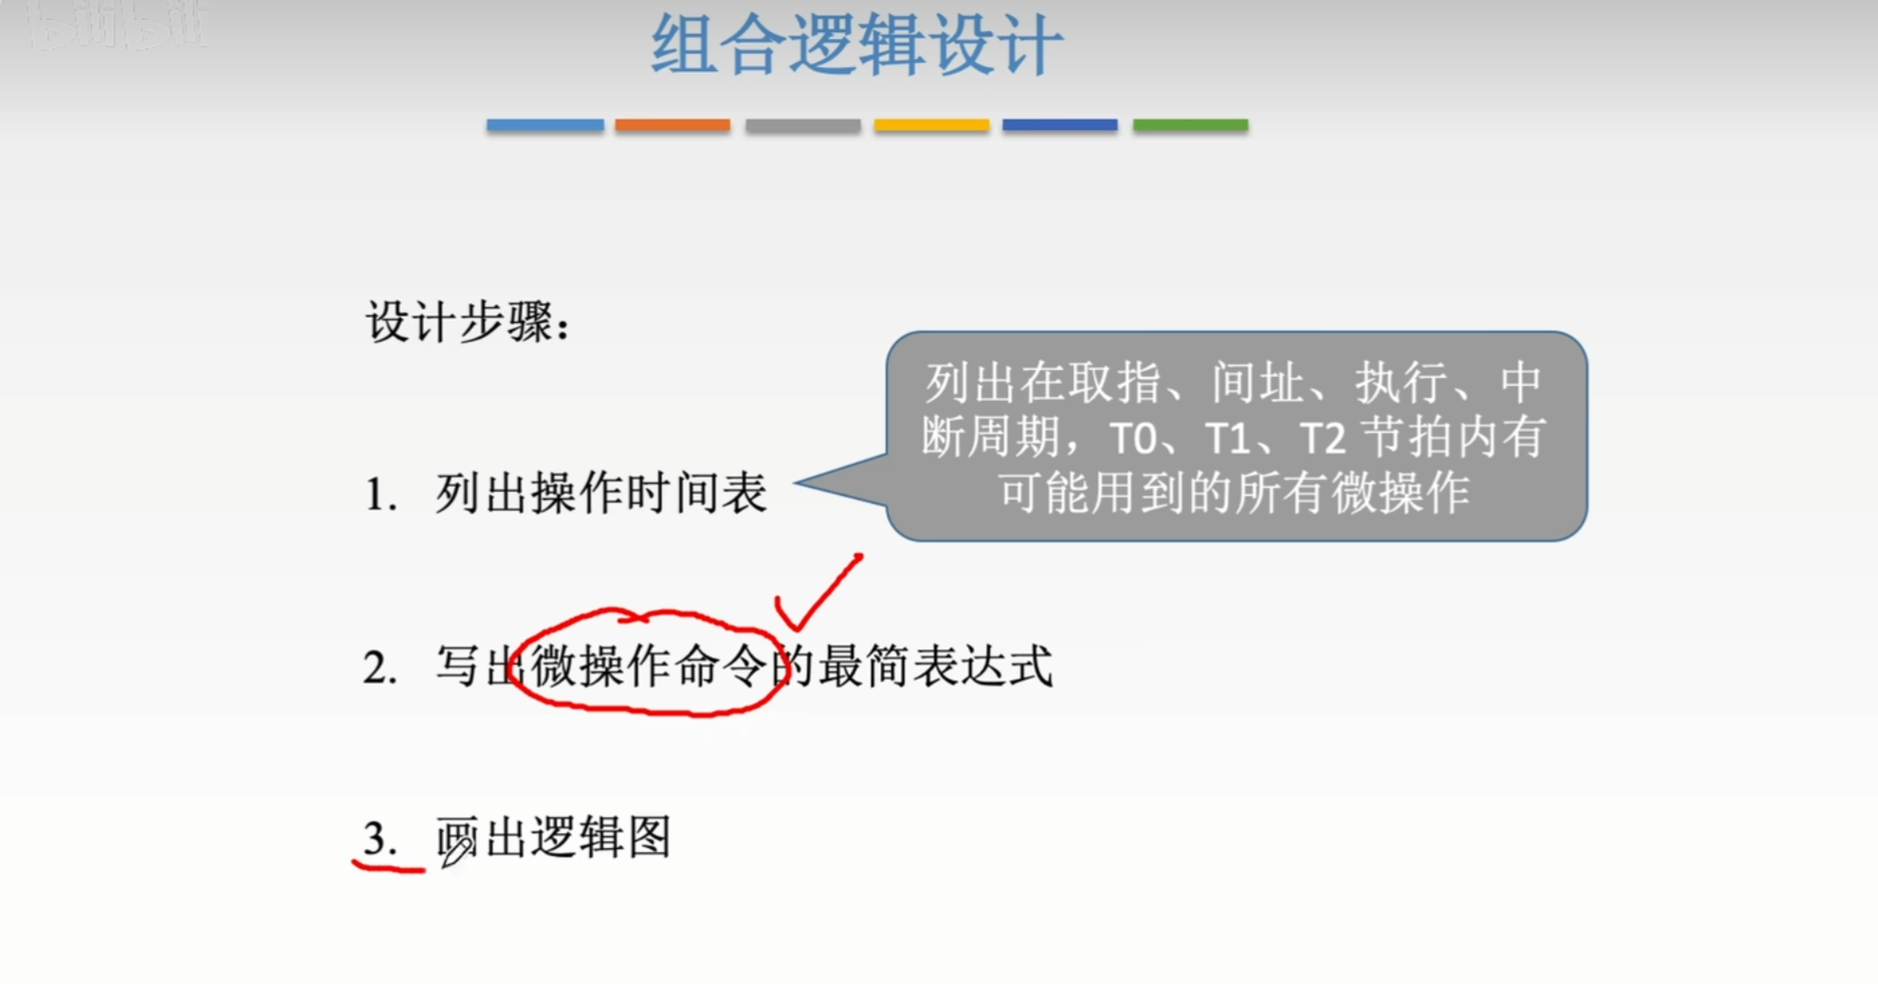 bilibili
组合逻辑设计
设计步骤：
列出在取指、间址、执行、中
断周期，T0、T1、T2 节拍内有
可能用到的所有微操作
1. 列出操作时间表
2. 写出微操作命令的最简表达式
3. 画出逻辑图